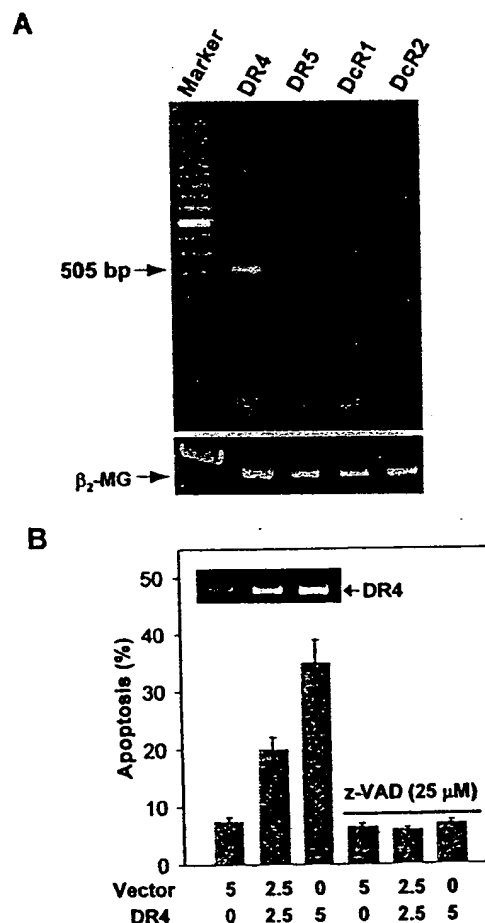 A
Marker DR4 DR5 DcR1 DcR2
505 bp
β₂-MG
B
50
40
30
20
10
0
Apoptosis (%)
DR4
z-VAD (25 μM)
Vector 5 2.5 0 5 2.5 0
DR4 0 2.5 5 0 2.5 5